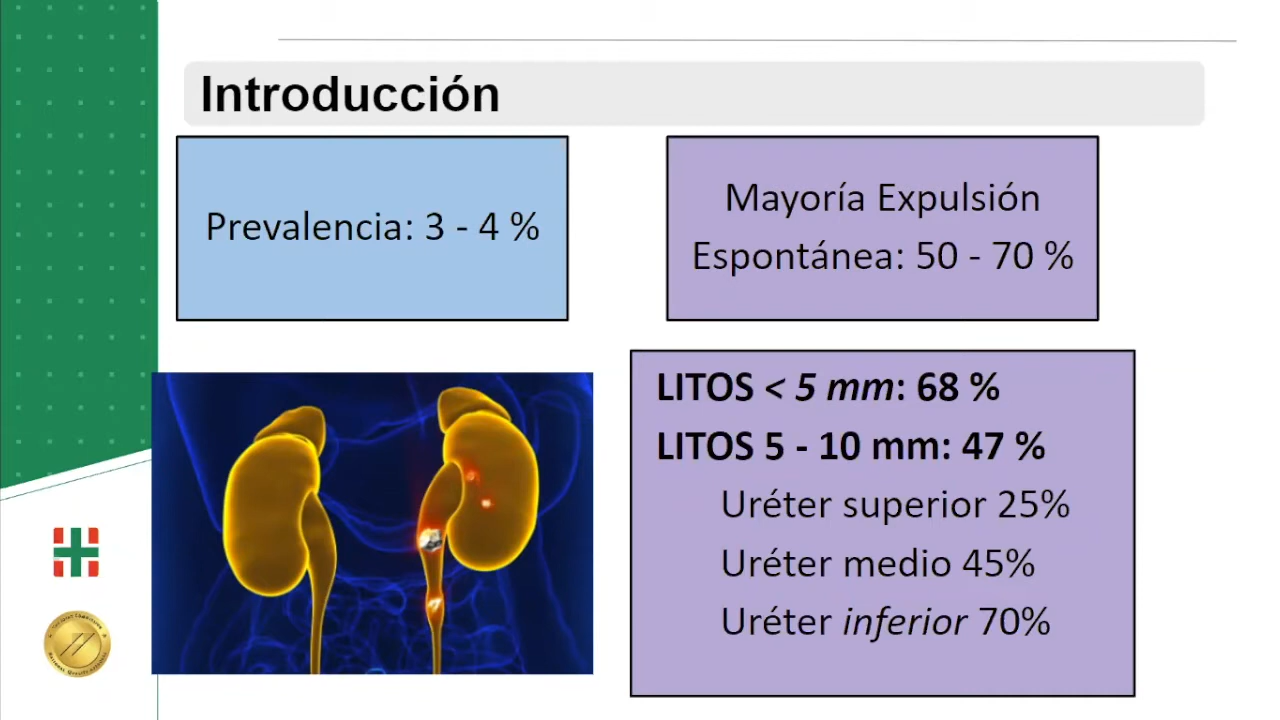 Introducción
Prevalencia: 3 - 4 %
Mayoría Expulsión
Espontánea: 50 - 70 %
LITOS < 5 mm: 68 %
LITOS 5 - 10 mm: 47 %
Uréter superior 25%
Uréter medio 45%
Uréter inferior 70%